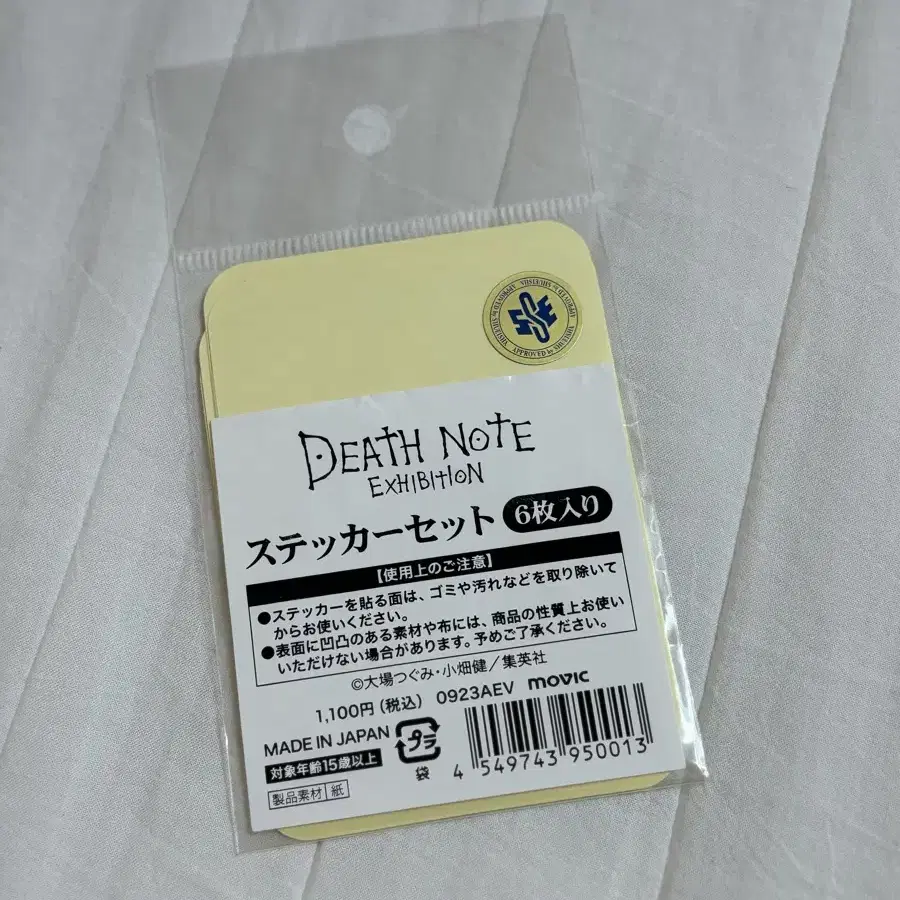 APPROVED by SHUEISHA
APPROVED by SHUEISHA
APPROVED by SHUEISHA
DEATH NOTE
EXHIBITION
ステッカーセット 6枚入り
【使用上のご注意】
●ステッカーを貼る面は、ゴミや汚れなどを取り除いて
からお使いください。
●表面に凹凸のある素材や布には、商品の性質上お使い
いただけない場合があります。予めご了承ください。
©大場つぐみ・小畑健／集英社
1,100円(税込) 0923AEV movic
MADE IN JAPAN
プラ
袋
対象年齢15歳以上
製品素材 紙
4 549743 950013